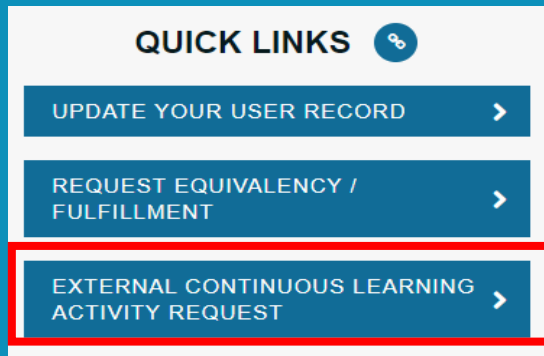 QUICK LINKS
UPDATE YOUR USER RECORD
REQUEST EQUIVALENCY /
FULFILLMENT
EXTERNAL CONTINUOUS LEARNING
ACTIVITY REQUEST